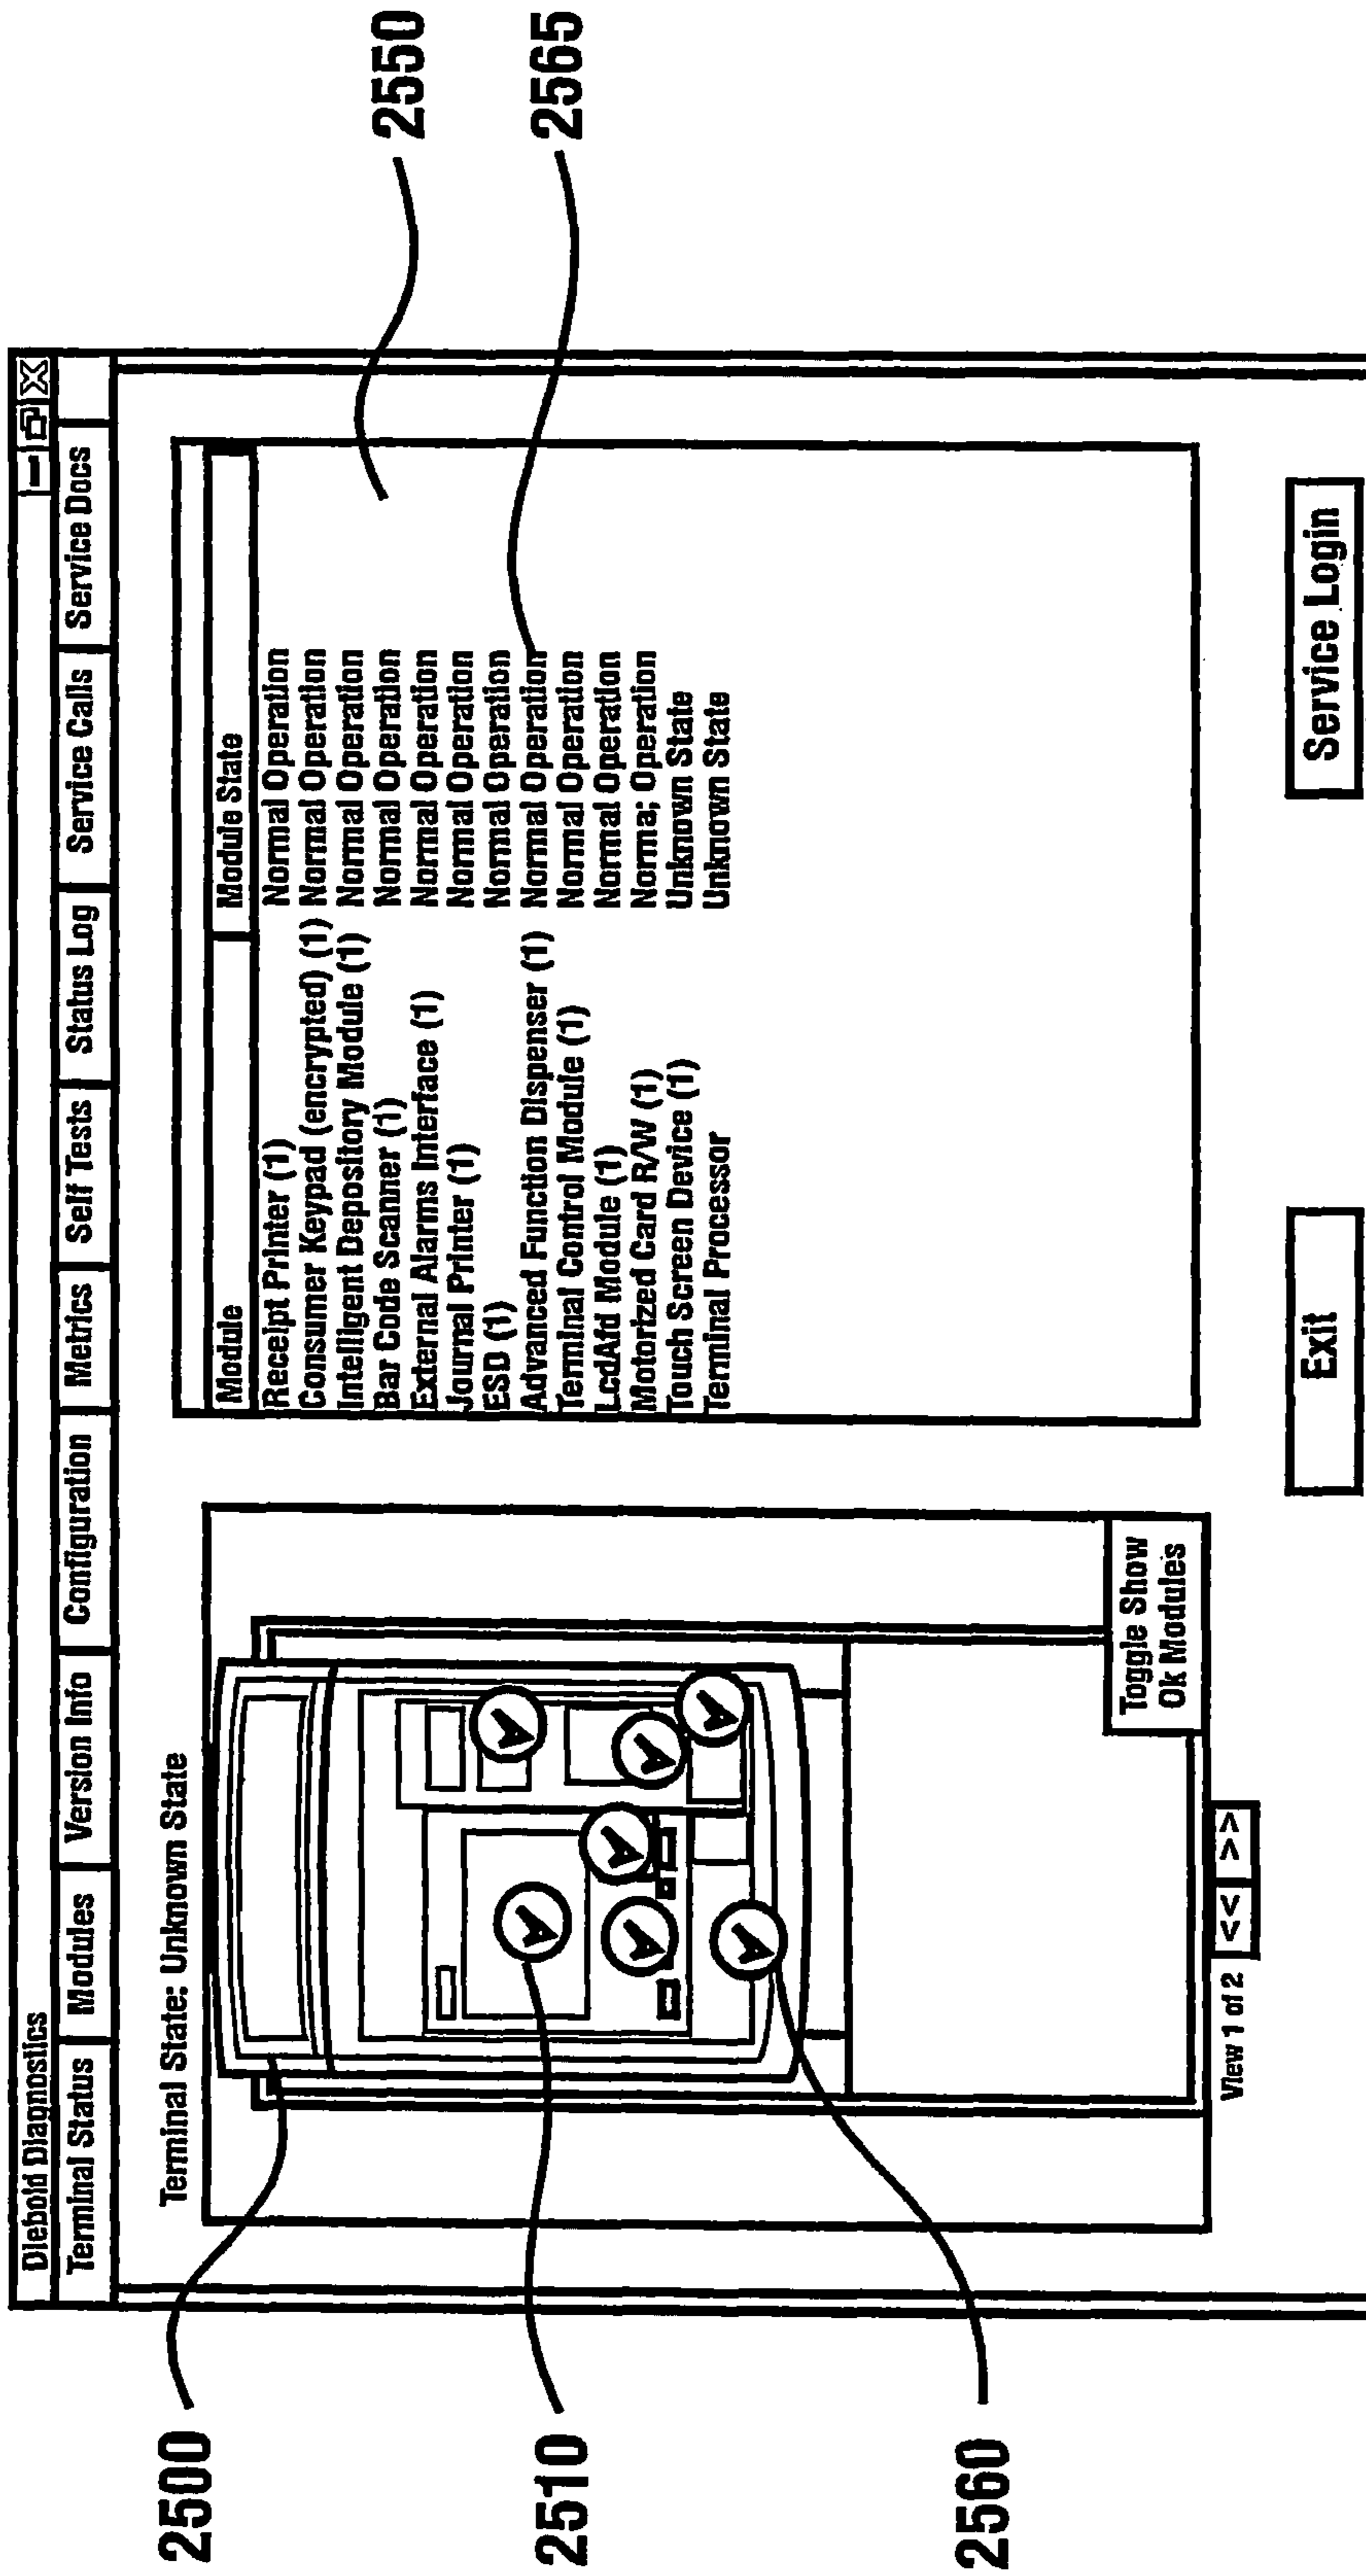 Diebold Diagnostics
Terminal Status Modules Version Info Configuration Metrics Self Tests Status Log Service Calls Service Docs
Terminal State: Unknown State
Module Module State
Receipt Printer (1) Normal Operation
Consumer Keypad (encrypted) (1) Normal Operation
Intelligent Depository Module (1) Normal Operation
Bar Code Scanner (1) Normal Operation
External Alarms Interface (1) Normal Operation
Journal Printer (1) Normal Operation
ESD (1) Normal Operation
Advanced Function Dispenser (1) Normal Operation
Terminal Control Module (1) Normal Operation
LcdAfd Module (1) Normal Operation
Motorized Card R/W (1) Norma; Operation
Touch Screen Device (1) Unknown State
Terminal Processor Unknown State
Toggle Show
Ok Modules
View 1 of 2 << >>
Exit Service Login
2500
2510
2560
2550
2565